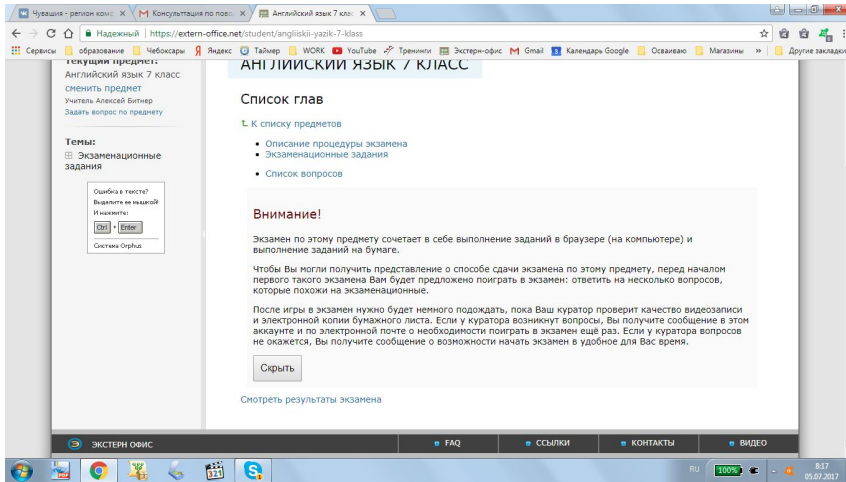 Чувашия - регион комф
Консультация по пово
Английский язык 7 клас
Надежный
https://extern-office.net/student/angliiskii-yazik-7-klass
Сервисы
образование
Чебоксары
Яндекс
Таймер
WORK
YouTube
Тренинги
Экстерн-офис
Gmail
Календарь Google
Осваиваю
Магазины
»
Другие закладки
Текущий предмет:
Английский язык 7 класс
сменить предмет
Учитель Алексей Битнер
Задать вопрос по предмету
Темы:
Экзаменационные
задания
Ошибка в тексте?
Выделите ее мышкой!
И нажмите:
Ctrl + Enter
Система Orphus
АНГЛИЙСКИЙ ЯЗЫК 7 КЛАСС
Список глав
К списку предметов
Описание процедуры экзамена
Экзаменационные задания
Список вопросов
Внимание!
Экзамен по этому предмету сочетает в себе выполнение заданий в браузере (на компьютере) и
выполнение заданий на бумаге.
Чтобы Вы могли получить представление о способе сдачи экзамена по этому предмету, перед началом
первого такого экзамена Вам будет предложено поиграть в экзамен: ответить на несколько вопросов,
которые похожи на экзаменационные.
После игры в экзамен нужно будет немного подождать, пока Ваш куратор проверит качество видеозаписи
и электронной копии бумажного листа. Если у куратора возникнут вопросы, Вы получите сообщение в этом
аккаунте и по электронной почте о необходимости поиграть в экзамен ещё раз. Если у куратора вопросов
не окажется, Вы получите сообщение о возможности начать экзамен в удобное для Вас время.
Скрыть
Смотреть результаты экзамена
ЭКСТЕРН ОФИС
FAQ
ССЫЛКИ
КОНТАКТЫ
ВИДЕО
321
RU
100%
8:17
05.07.2017